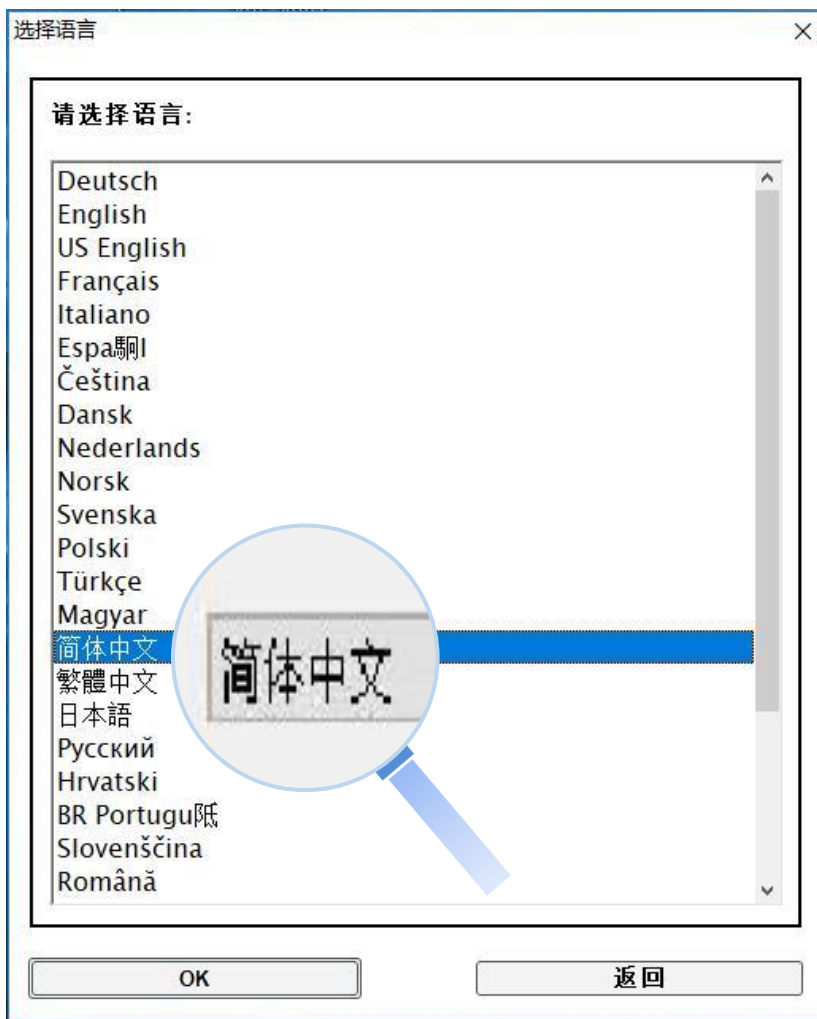 选择语言
请选择语言:
Deutsch
English
US English
Français
Italiano
Espa駉l
Čeština
Dansk
Nederlands
Norsk
Svenska
Polski
Türkçe
Magyar
简体中文
简体中文
繁體中文
日本語
Русский
Hrvatski
BR Portugu阺
Slovenščina
Română
OK
返回